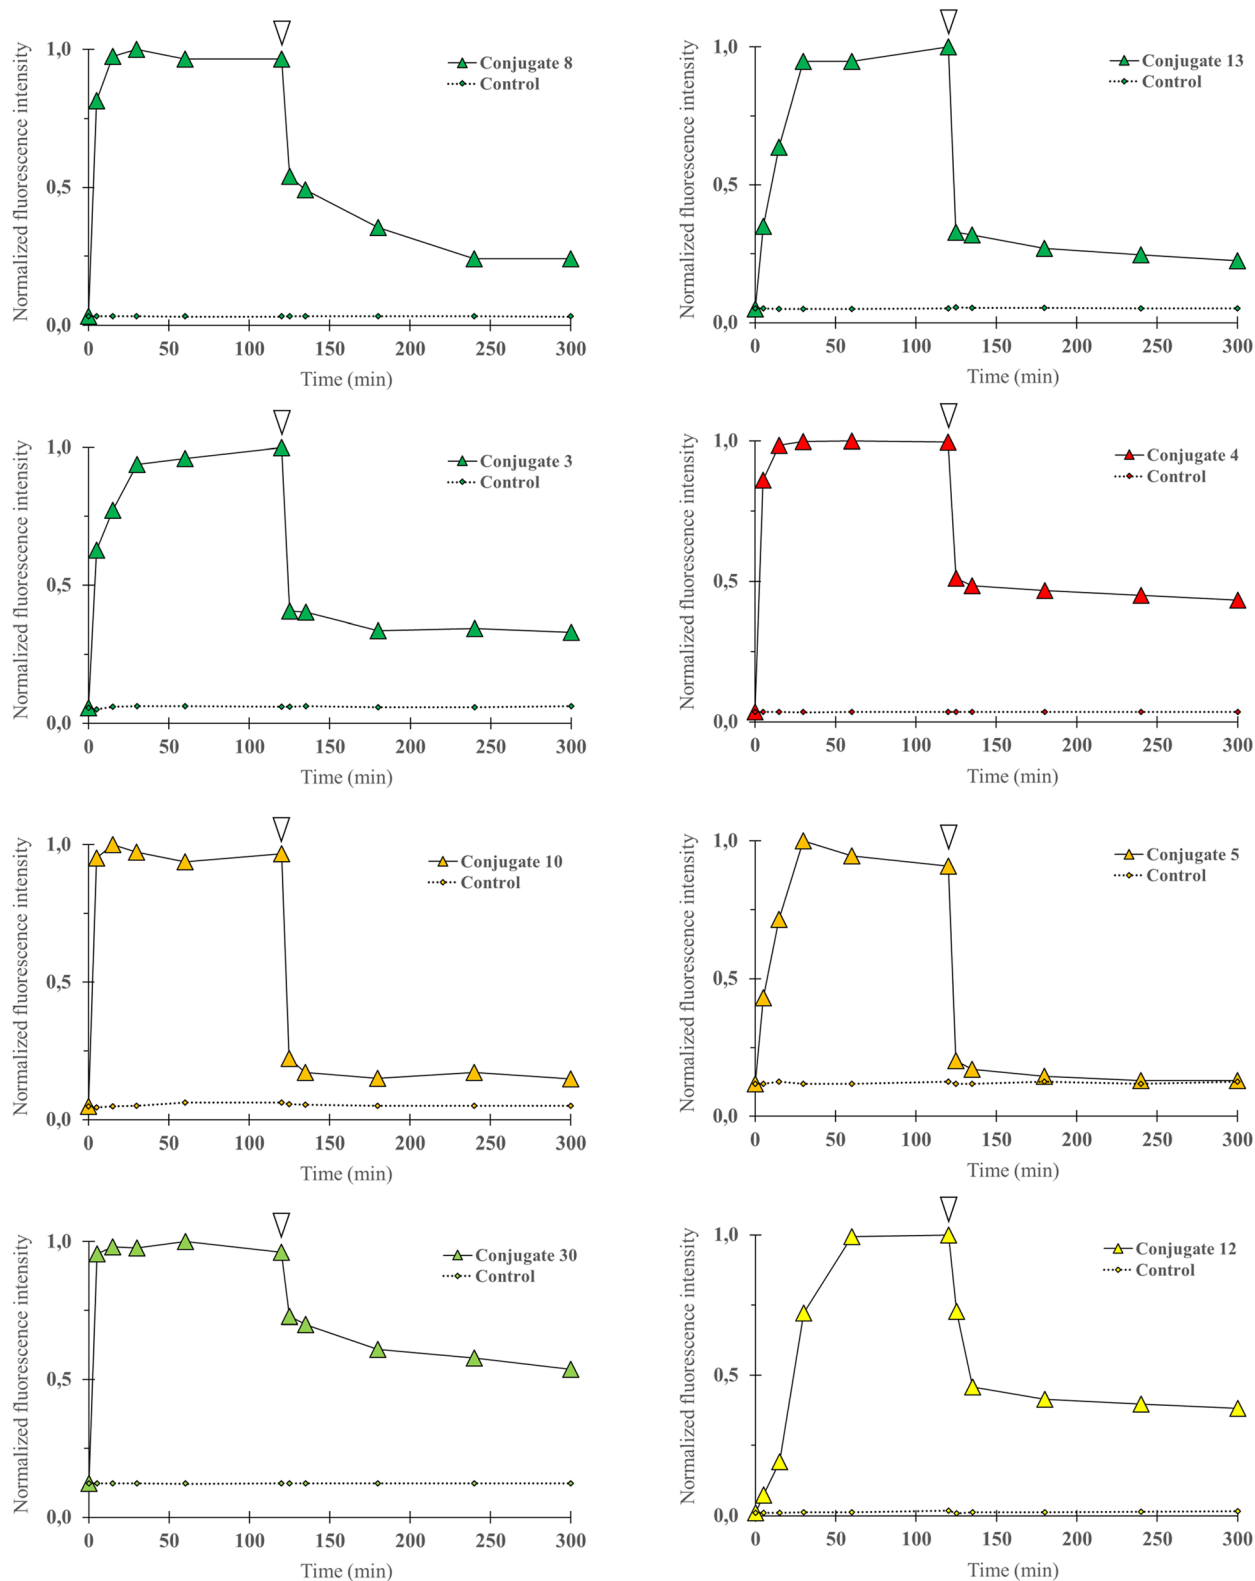 Normalized fluorescence intensity
1,0
0,5
0,0
0 50 100 150 200 250 300
Time (min)
Conjugate 8
Control
Normalized fluorescence intensity
1,0
0,5
0,0
0 50 100 150 200 250 300
Time (min)
Conjugate 13
Control
Normalized fluorescence intensity
1,0
0,5
0,0
0 50 100 150 200 250 300
Time (min)
Conjugate 3
Control
Normalized fluorescence intensity
1,0
0,5
0,0
0 50 100 150 200 250 300
Time (min)
Conjugate 4
Control
Normalized fluorescence intensity
1,0
0,5
0,0
0 50 100 150 200 250 300
Time (min)
Conjugate 10
Control
Normalized fluorescence intensity
1,0
0,5
0,0
0 50 100 150 200 250 300
Time (min)
Conjugate 5
Control
Normalized fluorescence intensity
1,0
0,5
0,0
0 50 100 150 200 250 300
Time (min)
Conjugate 30
Control
Normalized fluorescence intensity
1,0
0,5
0,0
0 50 100 150 200 250 300
Time (min)
Conjugate 12
Control